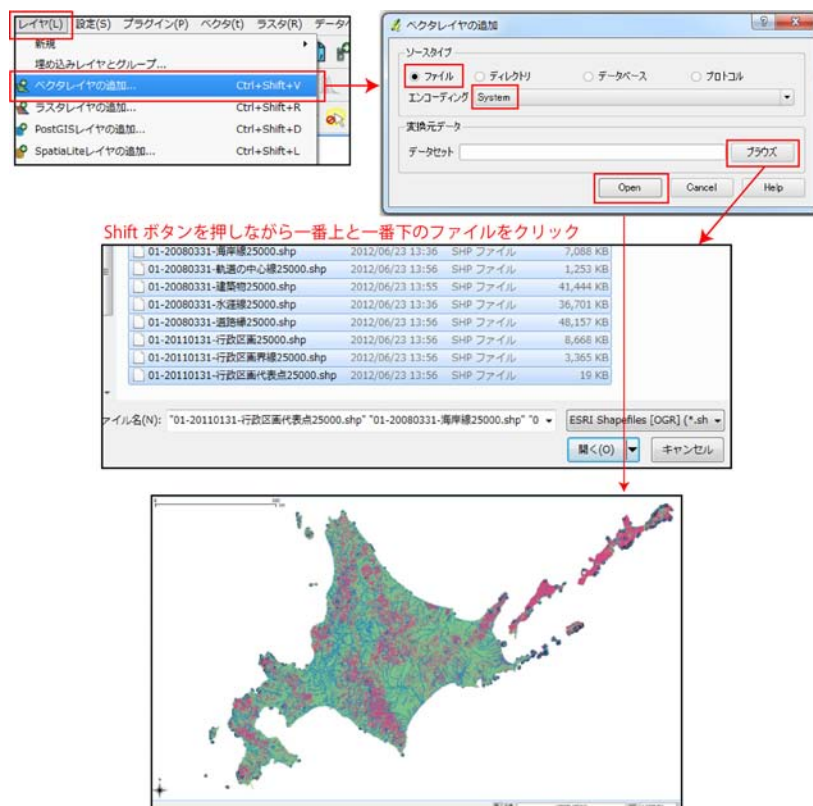 レイヤ(L) 設定(S) プラグイン(P) ベクタ(t) ラスタ(R) データベ
新規
埋め込みレイヤとグループ...
ベクタレイヤの追加... Ctrl+Shift+V
ラスタレイヤの追加... Ctrl+Shift+R
PostGISレイヤの追加... Ctrl+Shift+D
SpatiaLiteレイヤの追加... Ctrl+Shift+L
ベクタレイヤの追加
ソースタイプ
ファイル ディレクトリ データベース プロトコル
エンコーディング System
変換元データ
データセット ブラウズ
Open Cancel Help
Shift ボタンを押しながら一番上と一番下のファイルをクリック
01-20080331-海岸線25000.shp 2012/06/23 13:36 SHP ファイル 7,088 KB
01-20080331-軌道の中心線25000.shp 2012/06/23 13:56 SHP ファイル 1,253 KB
01-20080331-建築物25000.shp 2012/06/23 13:55 SHP ファイル 41,444 KB
01-20080331-水涯線25000.shp 2012/06/23 13:36 SHP ファイル 36,701 KB
01-20080331-道路縁25000.shp 2012/06/23 13:56 SHP ファイル 48,157 KB
01-20110131-行政区画25000.shp 2012/06/23 13:56 SHP ファイル 8,668 KB
01-20110131-行政区画界線25000.shp 2012/06/23 13:56 SHP ファイル 3,365 KB
01-20110131-行政区画代表点25000.shp 2012/06/23 13:56 SHP ファイル 19 KB
ァイル名(N): "01-20110131-行政区画代表点25000.shp" "01-20080331-海岸線25000.shp" "0 ESRI Shapefiles [OGR] (*.sh
開く(O) キャンセル